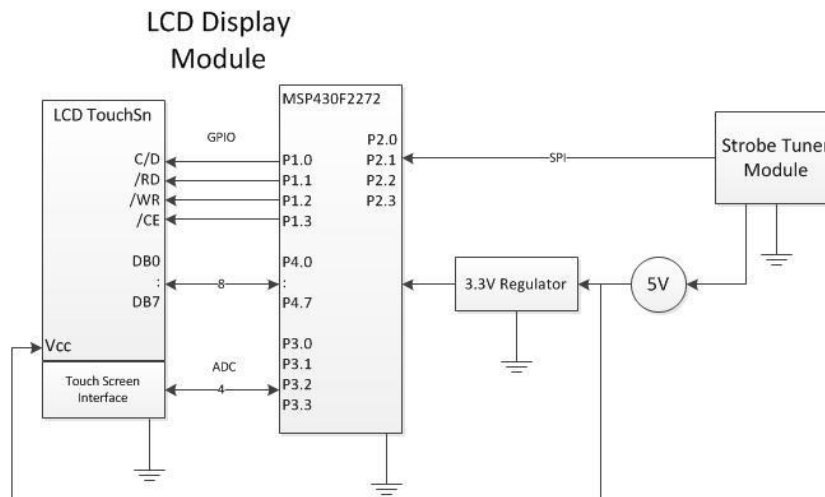 LCD Display
Module
LCD TouchSn
C/D
/RD
/WR
/CE
DB0
:
DB7
Vcc
Touch Screen
Interface
GPIO
8
ADC
4
MSP430F2272
P1.0
P1.1
P1.2
P1.3
P4.0
:
P4.7
P3.0
P3.1
P3.2
P3.3
P2.0
P2.1
P2.2
P2.3
SPI
Strobe Tuner
Module
3.3V Regulator
5V